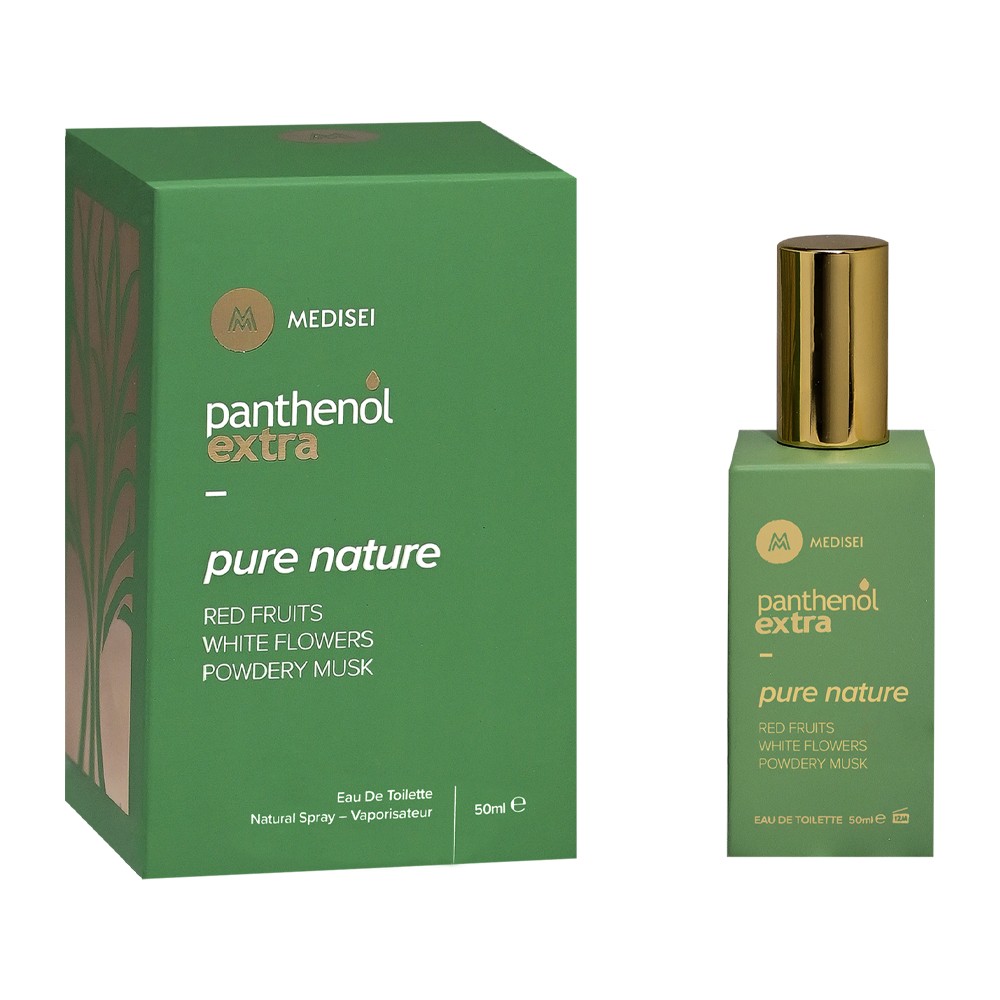 MEDISEI
panthenol
extra
–
pure nature
RED FRUITS
WHITE FLOWERS
POWDERY MUSK
Eau De Toilette
Natural Spray – Vaporisateur
50ml ℮
MEDISEI
panthenol
extra
–
pure nature
RED FRUITS
WHITE FLOWERS
POWDERY MUSK
EAU DE TOILETTE 50ml ℮ 12M